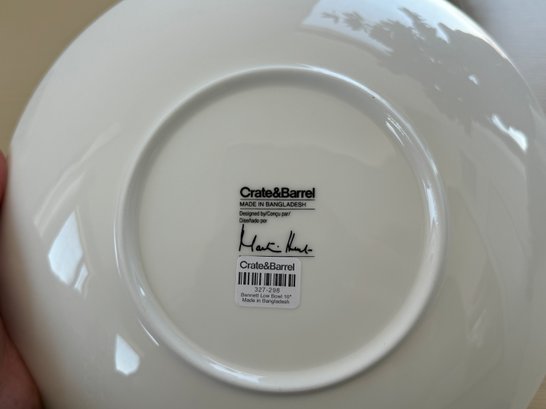 Crate&Barrel
MADE IN BANGLADESH
Designed by/Conçu par/
Diseñado por
Crate&Barrel
327-298
Bennett Low Bowl 10"
Made in Bangladesh